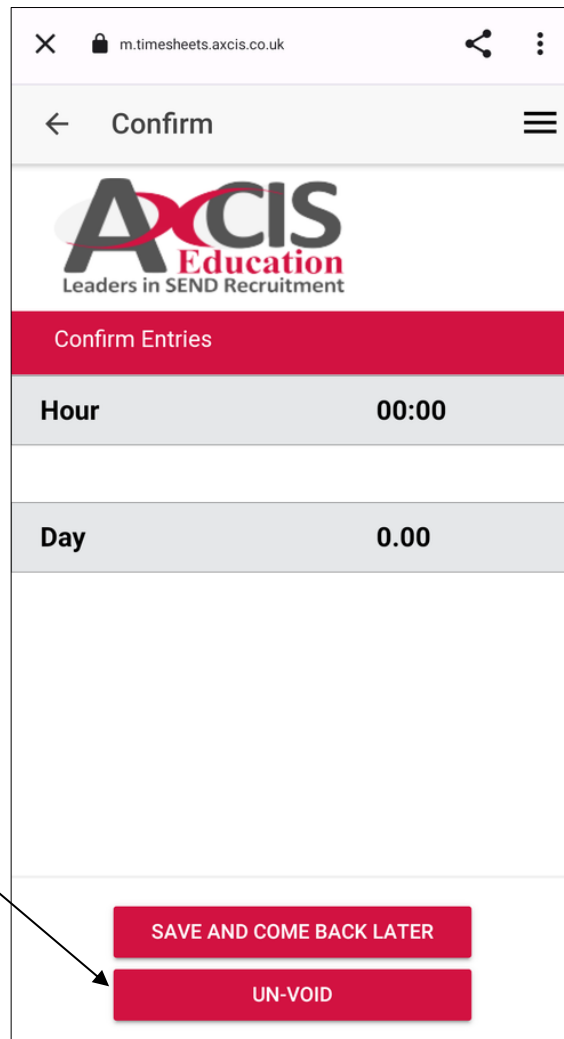 m.timesheets.axcis.co.uk
Confirm
AxCIS
Education
Leaders in SEND Recruitment
Confirm Entries
Hour 00:00
Day 0.00
SAVE AND COME BACK LATER
UN-VOID